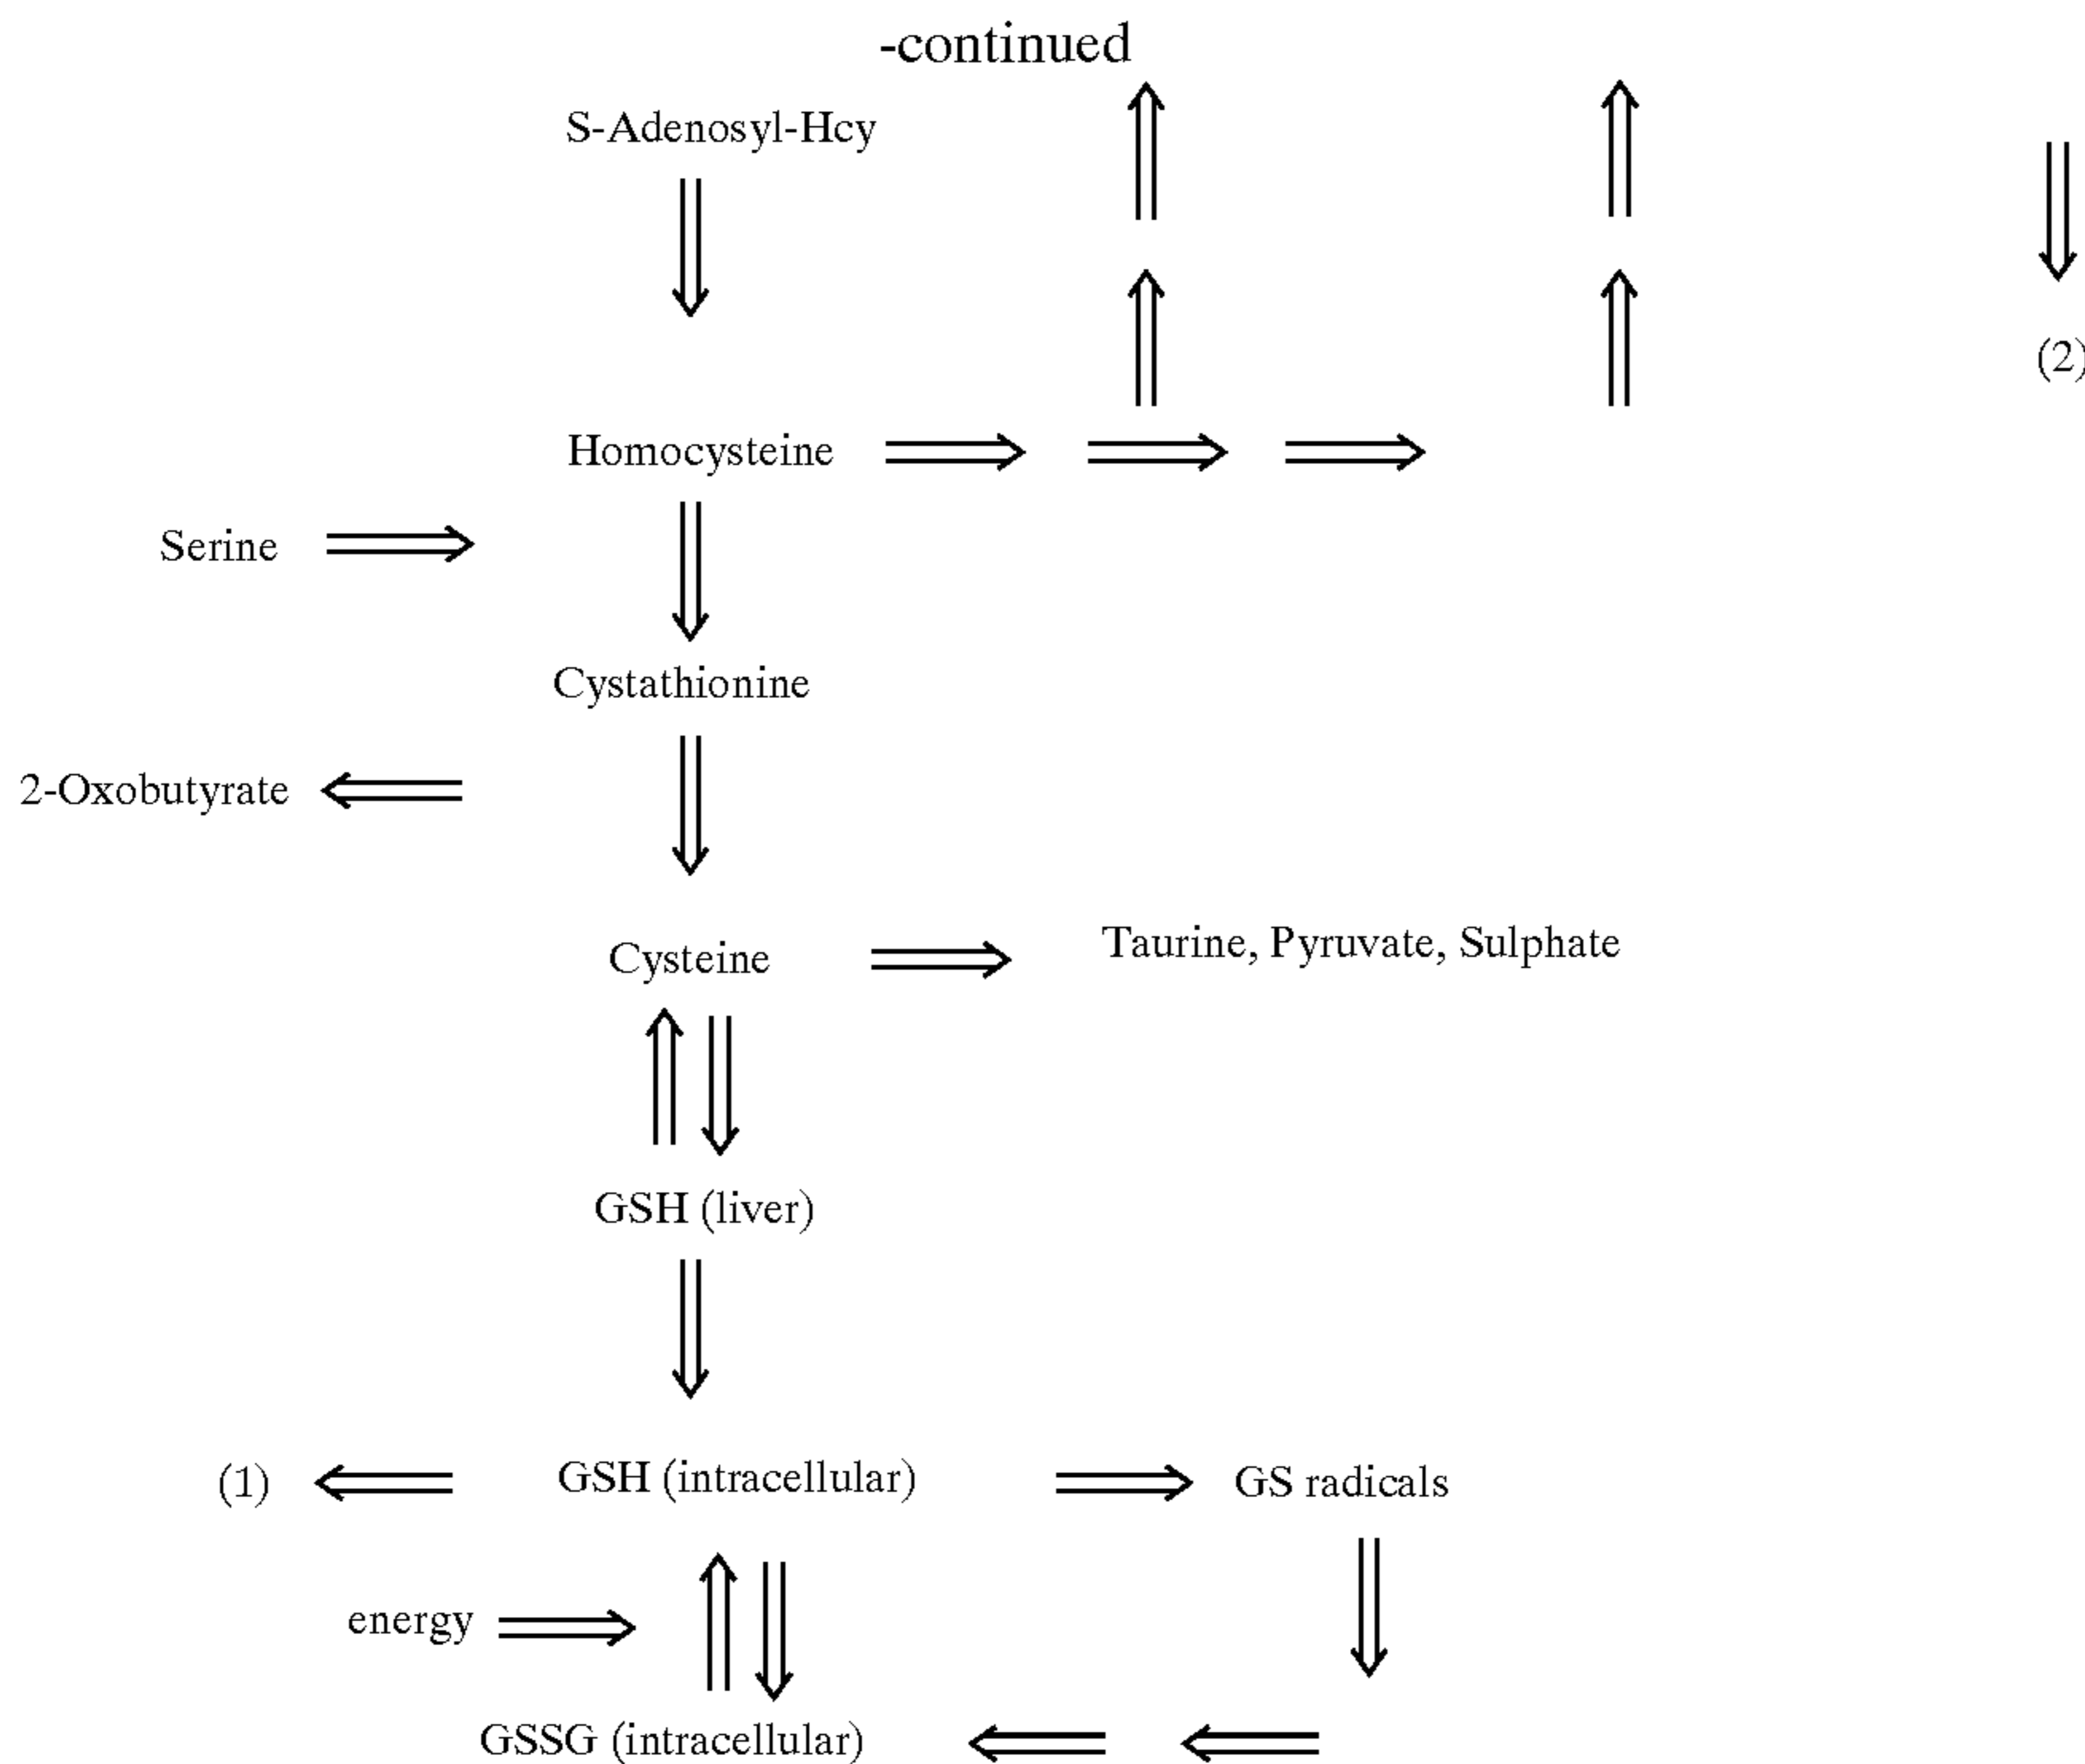 -continued
S-Adenosyl-Hcy
(2)
Homocysteine
Serine
Cystathionine
2-Oxobutyrate
Cysteine
Taurine, Pyruvate, Sulphate
GSH (liver)
(1)
GSH (intracellular)
GS radicals
energy
GSSG (intracellular)